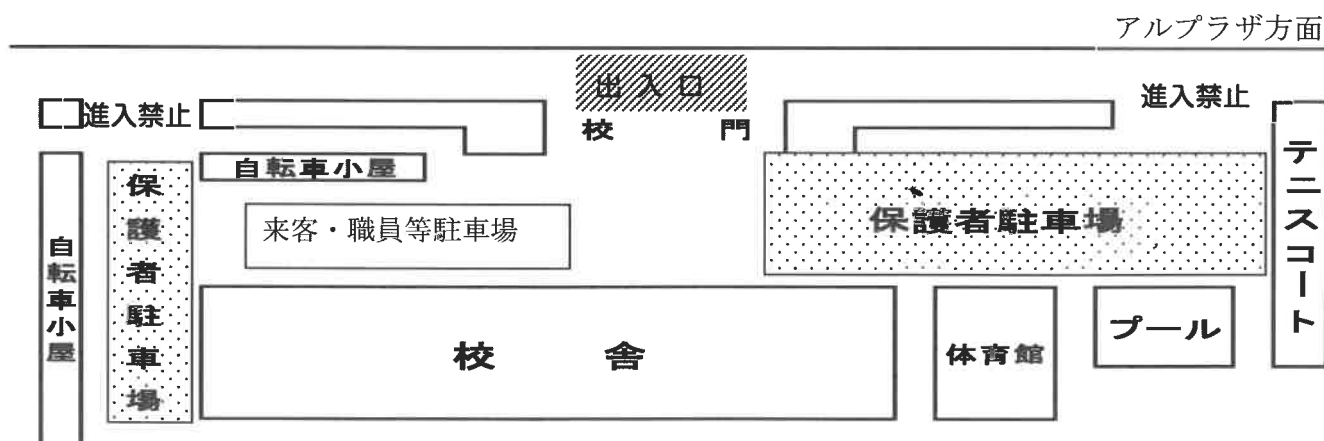 アルプラザ方面
出入口
進入禁止
進入禁止
校門
自転車小屋
保護者駐車場
来客・職員等駐車場
保護者駐車場
テニスコート
自転車小屋
校舎
体育館
プール